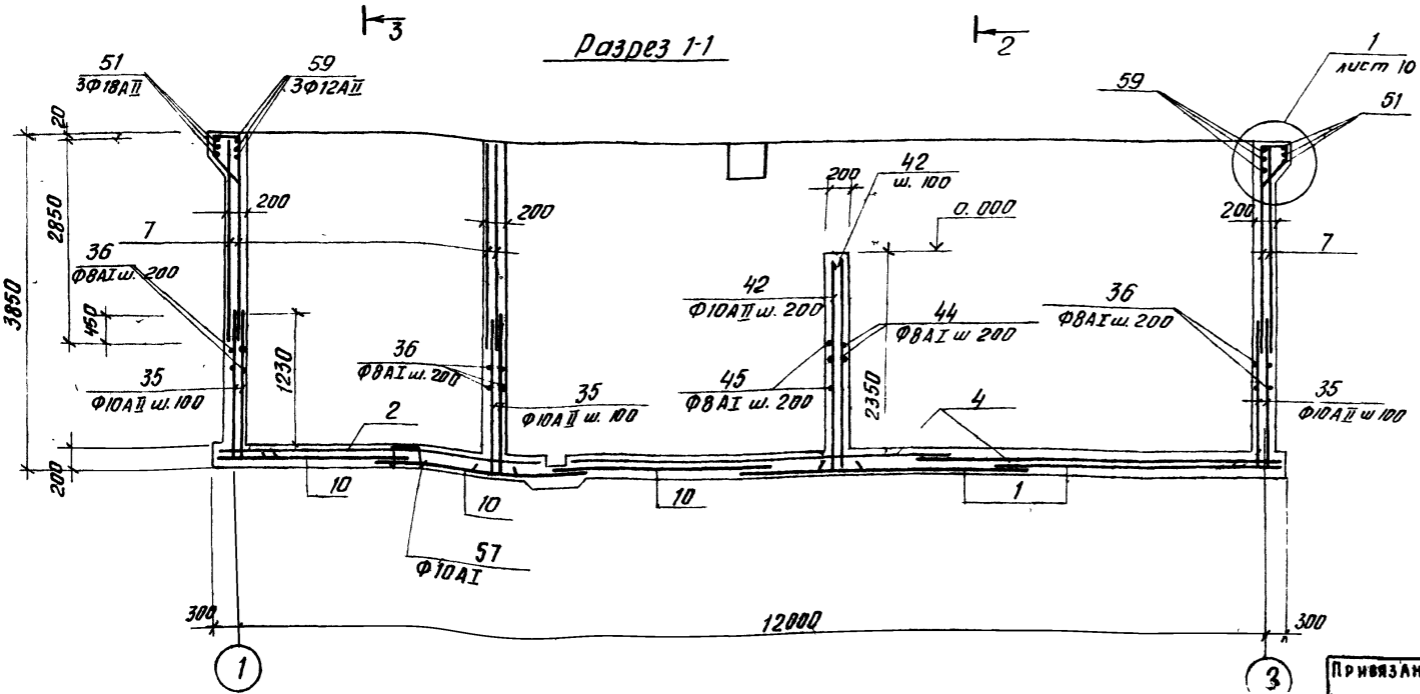 3
Разрез 1-1
2
1
лист 10
51
3Ф18АII
59
3Ф12АII
59
51
20
3850
2850
450
200
7
200
200
42
ш. 100
0.000
200
7
36
Ф8АI ш. 200
1230
35
Ф10АII ш. 100
2
36
Ф8АI ш. 200
35
Ф10АII ш. 100
42
Ф10АII ш. 200
44
Ф8АI ш 200
45
Ф8АI ш. 200
2350
4
36
Ф8АI ш. 200
35
Ф10АII ш 100
200
10
10
10
1
57
Ф10АI
300
12000
300
1
3
Привязан